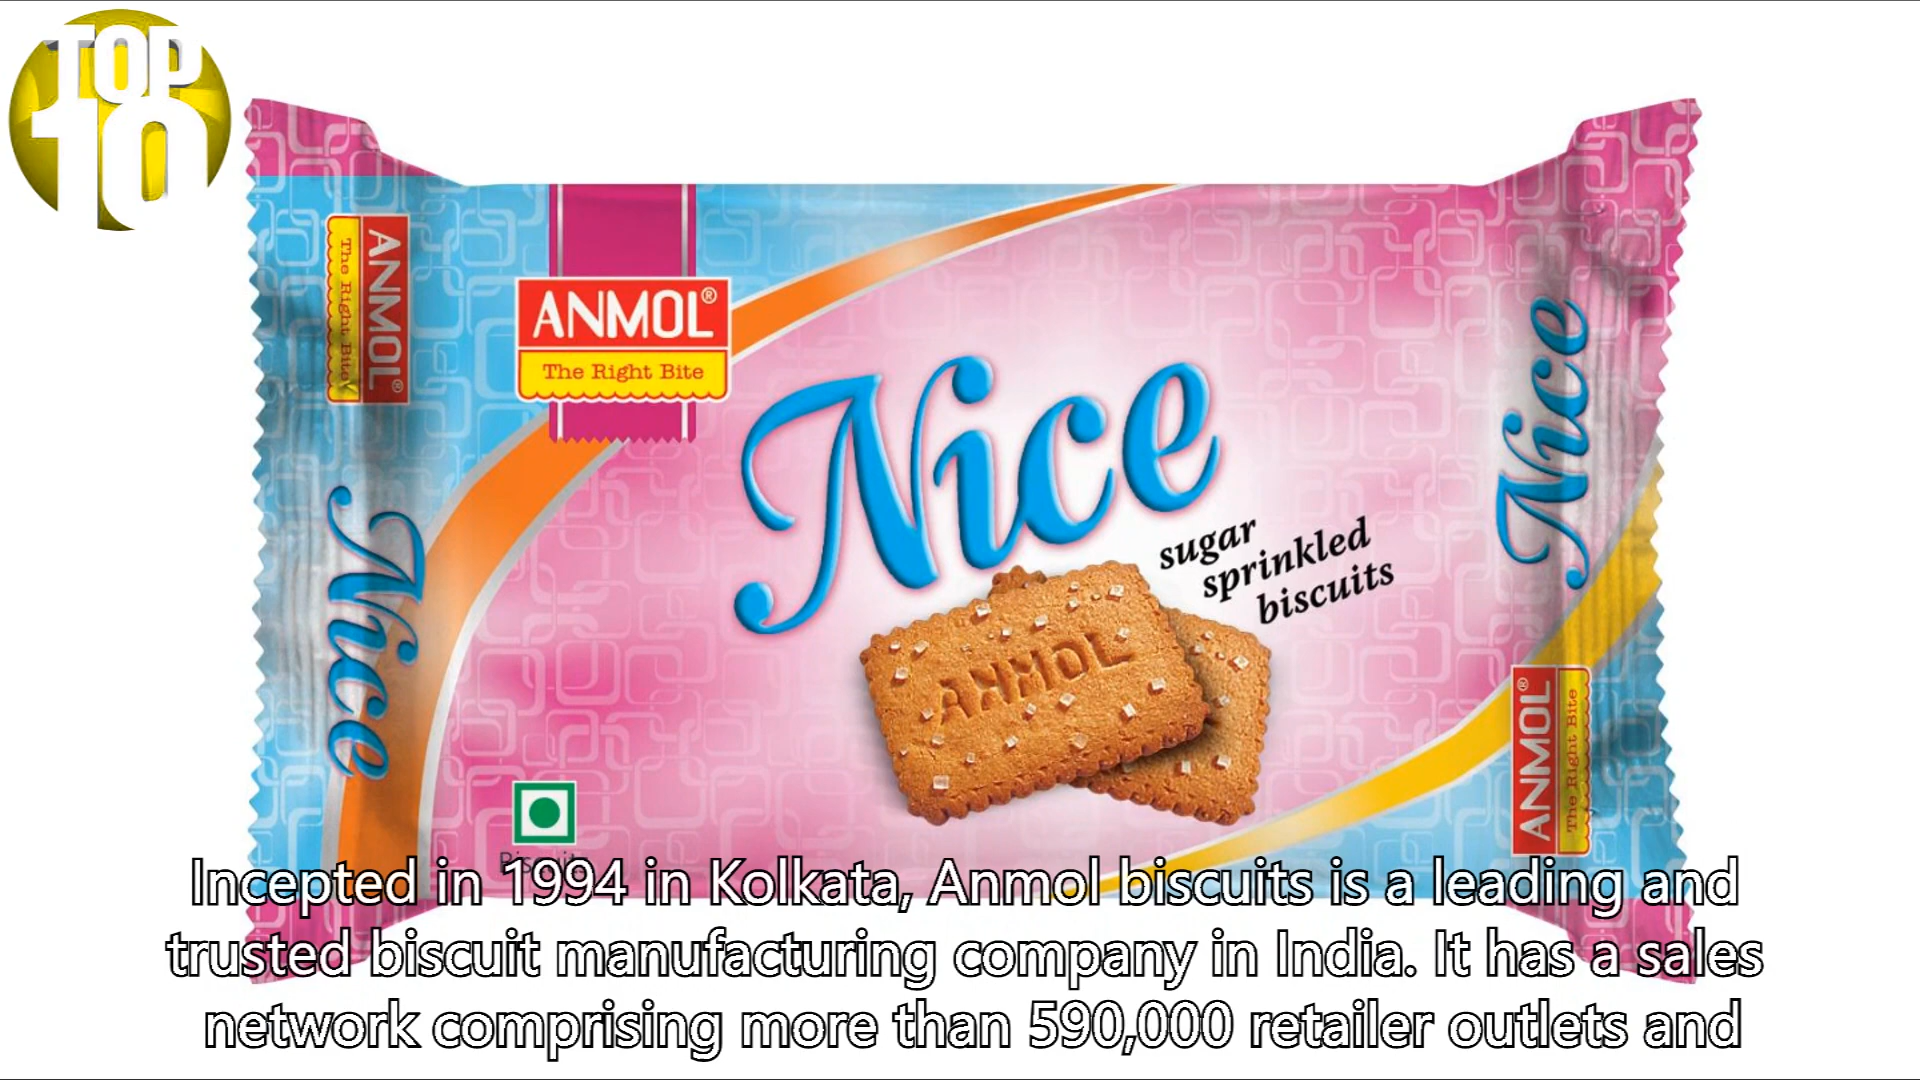 TOP
10
ANMOL®
The Right Bite
ANMOL®
The Right Bite
Nice
Nice
Nice
sugar
sprinkled
biscuits
ANMOL
ANMOL®
The Right Bite
Biscuits
Incepted in 1994 in Kolkata, Anmol biscuits is a leading and
trusted biscuit manufacturing company in India. It has a sales
network comprising more than 590,000 retailer outlets and